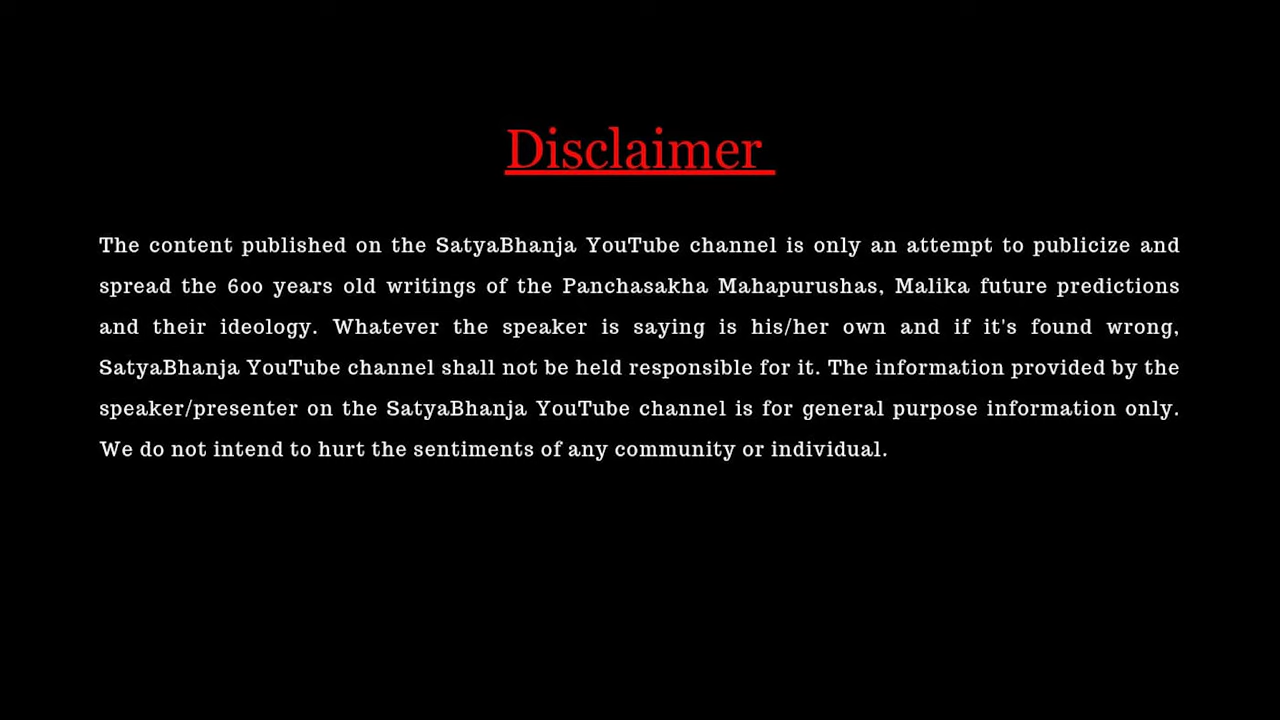 Disclaimer
The content published on the SatyaBhanja YouTube channel is only an attempt to publicize and
spread the 600 years old writings of the Panchasakha Mahapurushas, Malika future predictions
and their ideology. Whatever the speaker is saying is his/her own and if it's found wrong,
SatyaBhanja YouTube channel shall not be held responsible for it. The information provided by the
speaker/presenter on the SatyaBhanja YouTube channel is for general purpose information only.
We do not intend to hurt the sentiments of any community or individual.